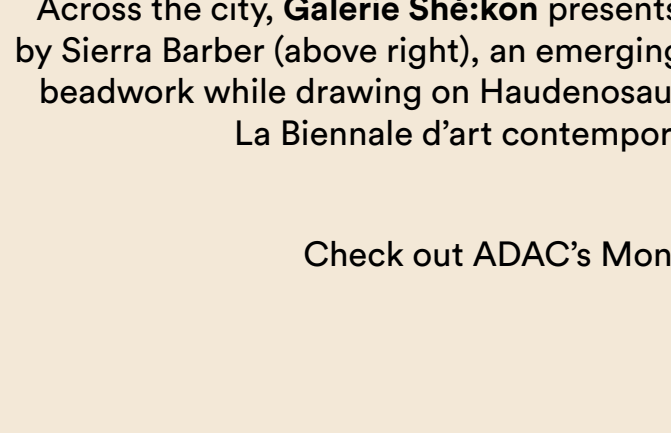 Across the city, Galerie Shé:kon presents
by Sierra Barber (above right), an emerging
beadwork while drawing on Haudenosau
La Biennale d’art contempor
Check out ADAC’s Mon